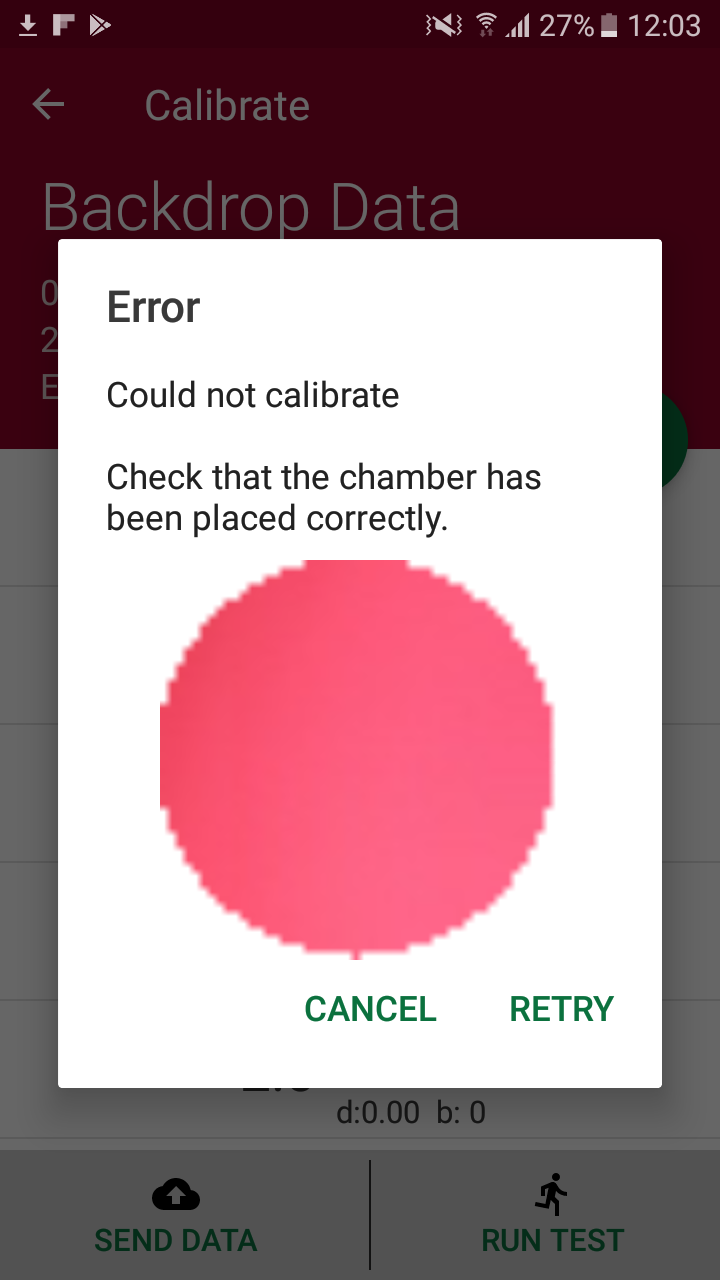 27% 12:03
Calibrate
Backdrop Data
0
2
E
Error
Could not calibrate
Check that the chamber has
been placed correctly.
CANCEL RETRY
d:0.00 b: 0
SEND DATA RUN TEST